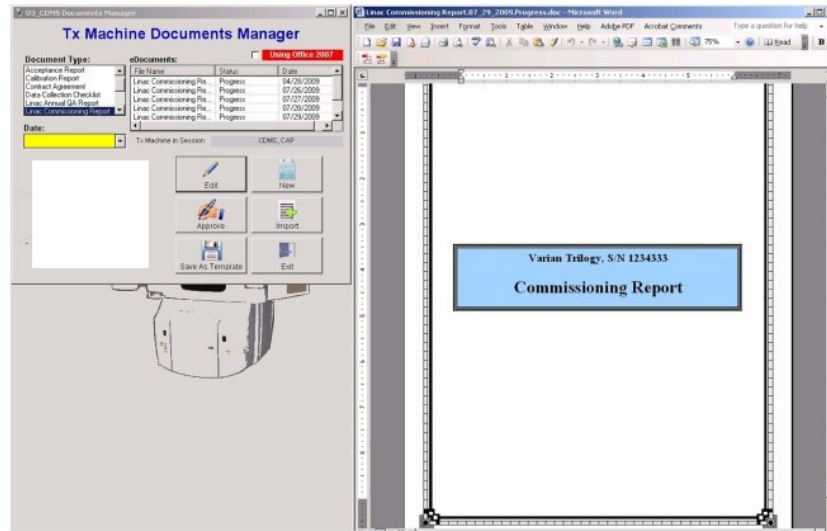 03_CDMS Documents Manager
Tx Machine Documents Manager
Using Office 2007
Document Type:
eDocuments:
Acceptance Report
Calibration Report
Contract Agreement
Data Collection Checklist
Linac Annual QA Report
Linac Commissioning Report
File Name Status Date
Linac Commissioning Re... Progress 04/28/2009
Linac Commissioning Re... Progress 07/26/2009
Linac Commissioning Re... Progress 07/27/2009
Linac Commissioning Re... Progress 07/28/2009
Linac Commissioning Re... Progress 07/29/2009
Date:
Tx Machine in Session: CDMS_CAP
Edit
New
Approve
Import
Save As Template
Exit
Linac Commissioning Report.07_29_2009.Progress.doc - Microsoft Word
File Edit View Insert Format Tools Table Window Help Adobe PDF Acrobat Comments
Type a question for help
75%
Read
B
Varian Trilogy, S/N 1234333
Commissioning Report